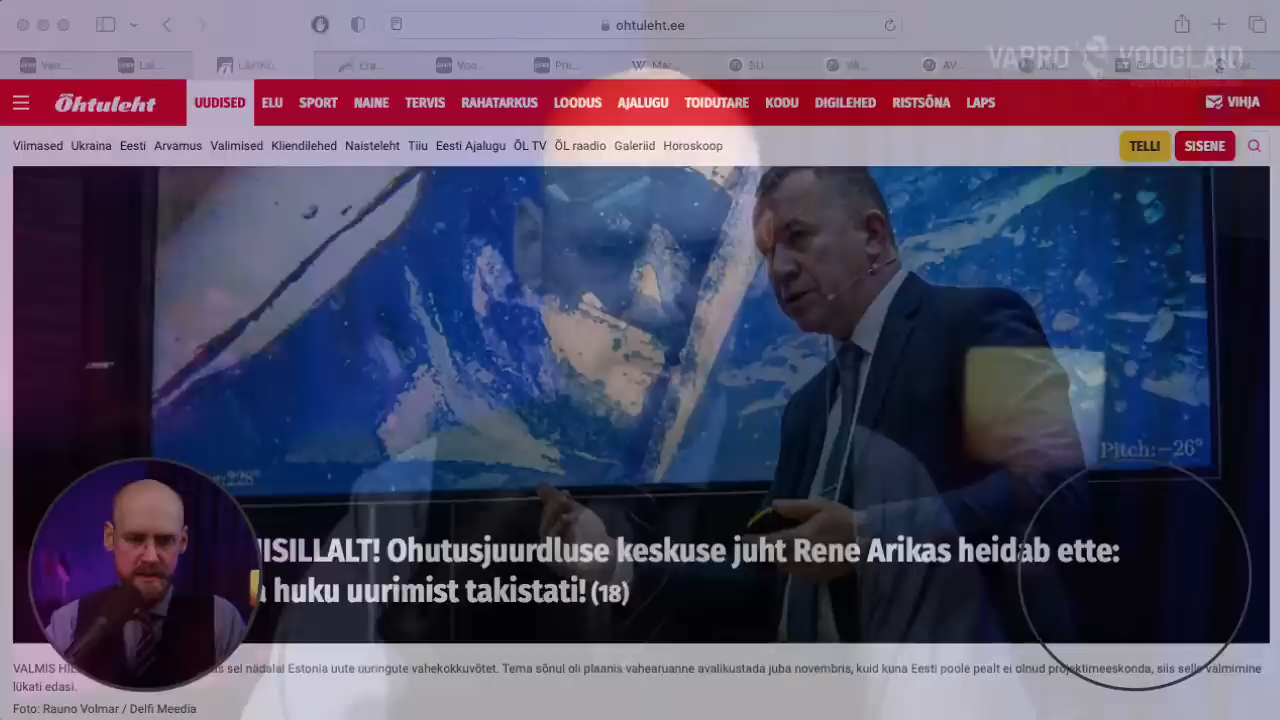 ohtuleht.ee
VARRO VOOGLAID
Õhtuleht
UUDISED ELU SPORT NAINE TERVIS RAHATARKUS LOODUS AJALUGU TOIDUTARE KODU DIGILEHED RISTSÕNA LAPS VIHJA
Viimased Ukraina Eesti Arvamus Valimised Kliendilehed Naisteleht Tiiu Eesti Ajalugu ÕL TV ÕL raadio Galeriid Horoskoop TELLI SISENE
228° Pitch:-26°
ISILLALT! Ohutusjuurdluse keskuse juht Rene Arikas heidab ette:
huku uurimist takistati! (18)
VALMIS sel nädalal Estonia uute uuringute vahekokkuvõtet. Tema sõnul oli plaanis vahearuanne avalikustada juba novembris, kuid kuna Eesti poole pealt ei olnud projektimeeskonda, siis selle valmimine
lükati edasi.
Foto: Rauno Volmar / Delfi Meedia